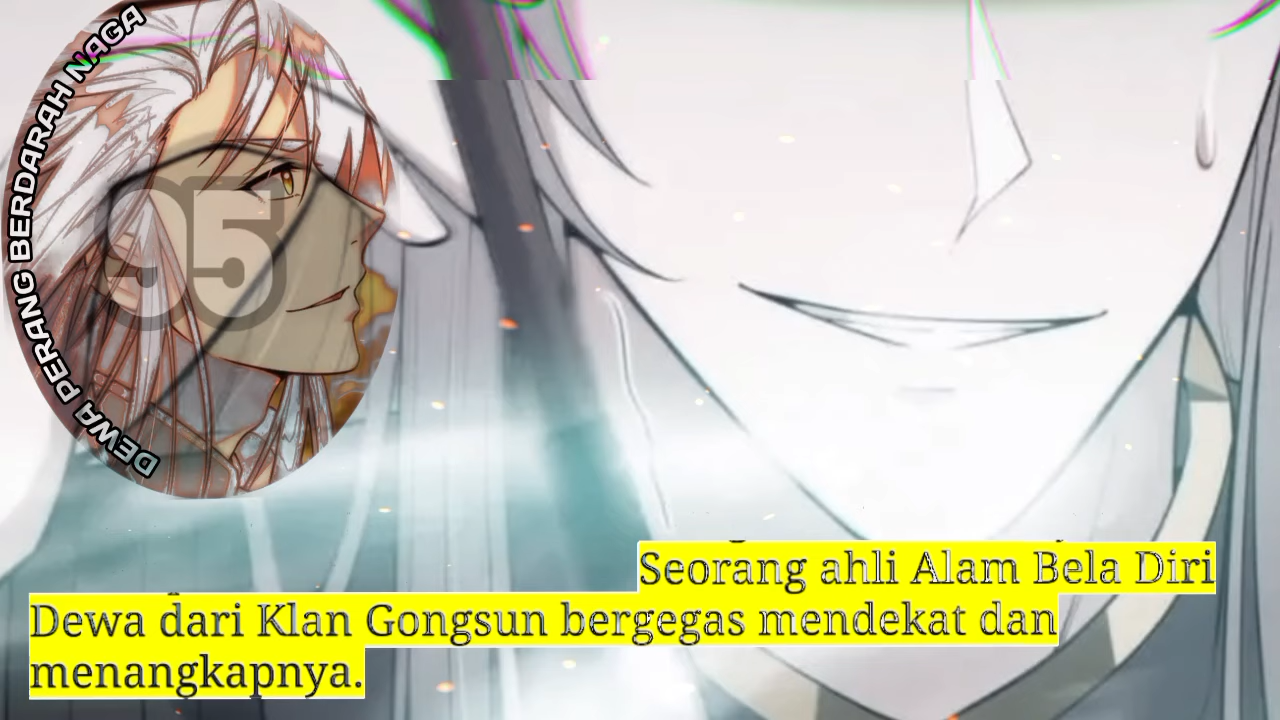 DEWA PERANG BERDARAH NAGA
95
Seorang ahli Alam Bela Diri
Dewa dari Klan Gongsun bergegas mendekat dan
menangkapnya.